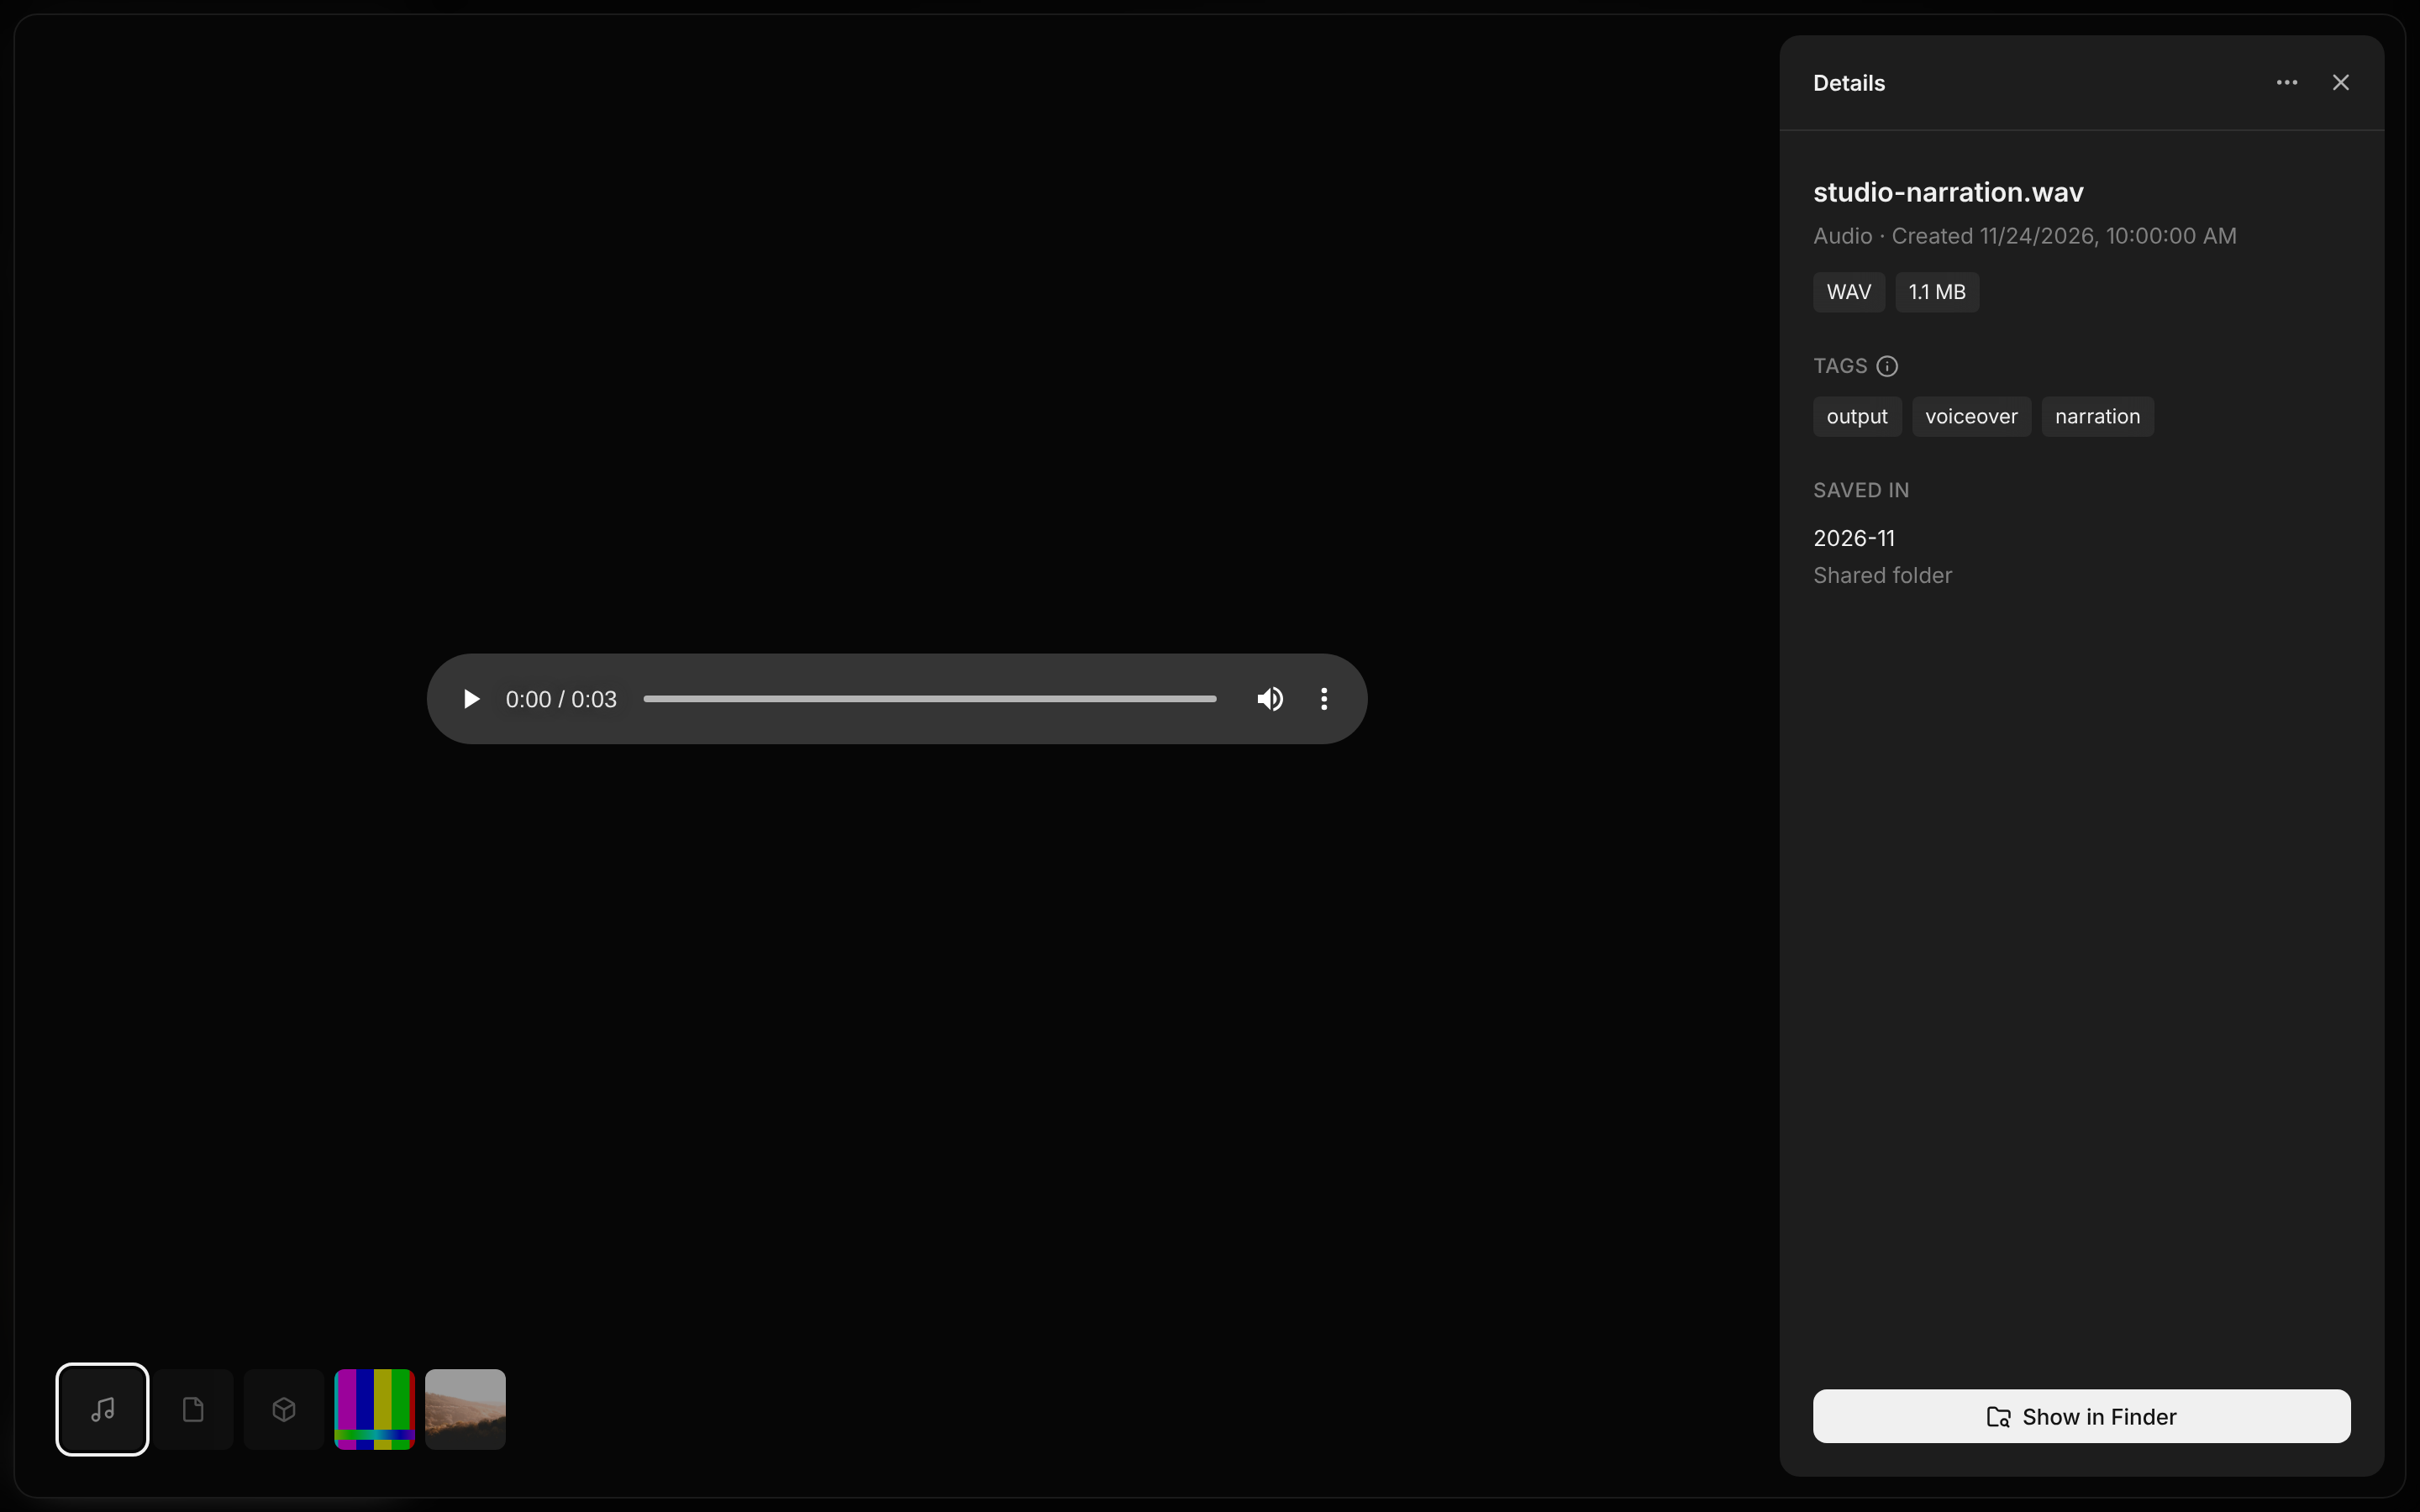 Details
studio-narration.wav
Audio · Created 11/24/2026, 10:00:00 AM
WAV 1.1 MB
TAGS
output voiceover narration
SAVED IN
2026-11
Shared folder
0:00 / 0:03
Show in Finder